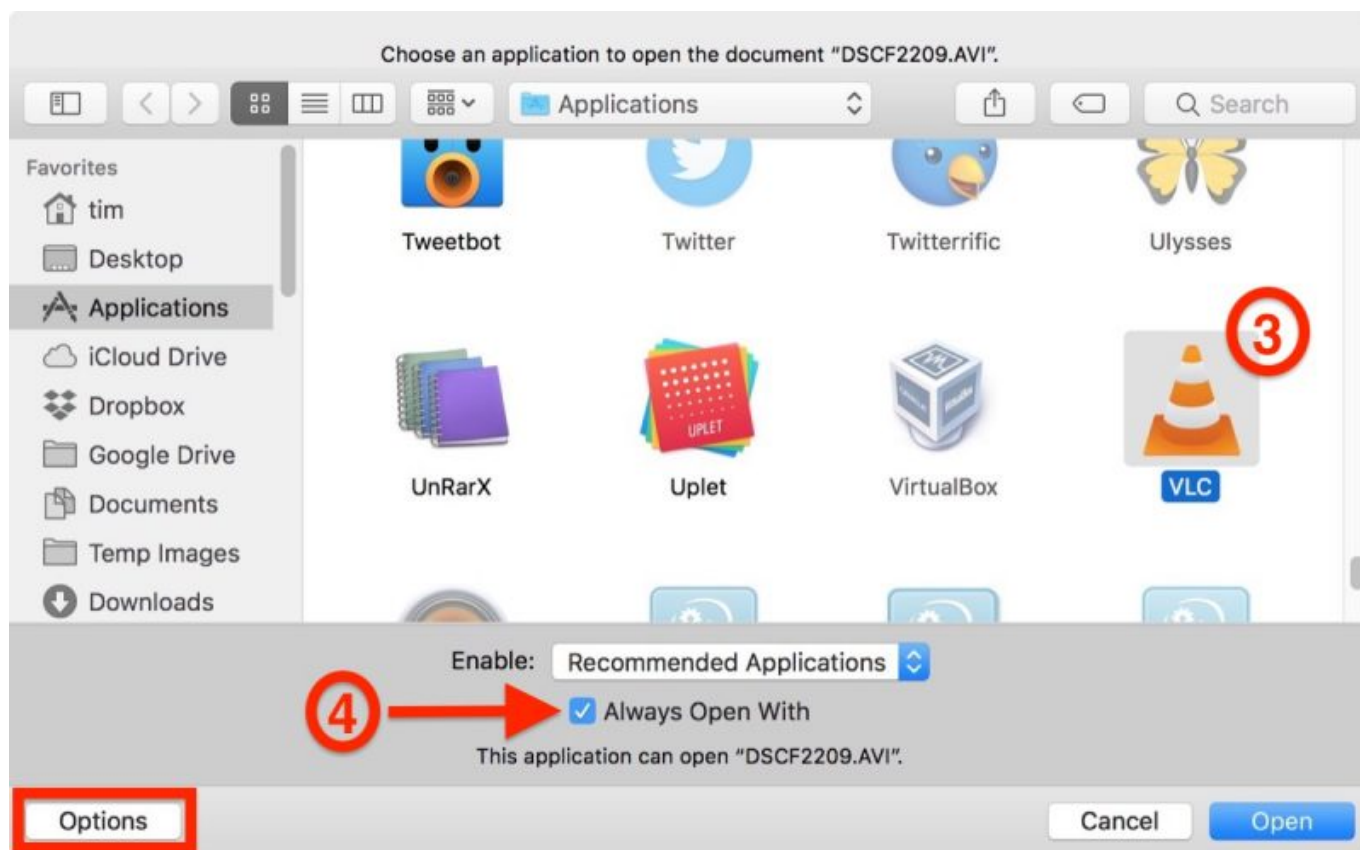 Choose an application to open the document “DSCF2209.AVI”.
Applications
Search
Favorites
tim
Desktop
Applications
iCloud Drive
Dropbox
Google Drive
Documents
Temp Images
Downloads
Tweetbot Twitter Twitterrific Ulysses
3
UPLET
UnRarX Uplet VirtualBox VLC
Enable: Recommended Applications
4 Always Open With
This application can open “DSCF2209.AVI”.
Options Cancel Open